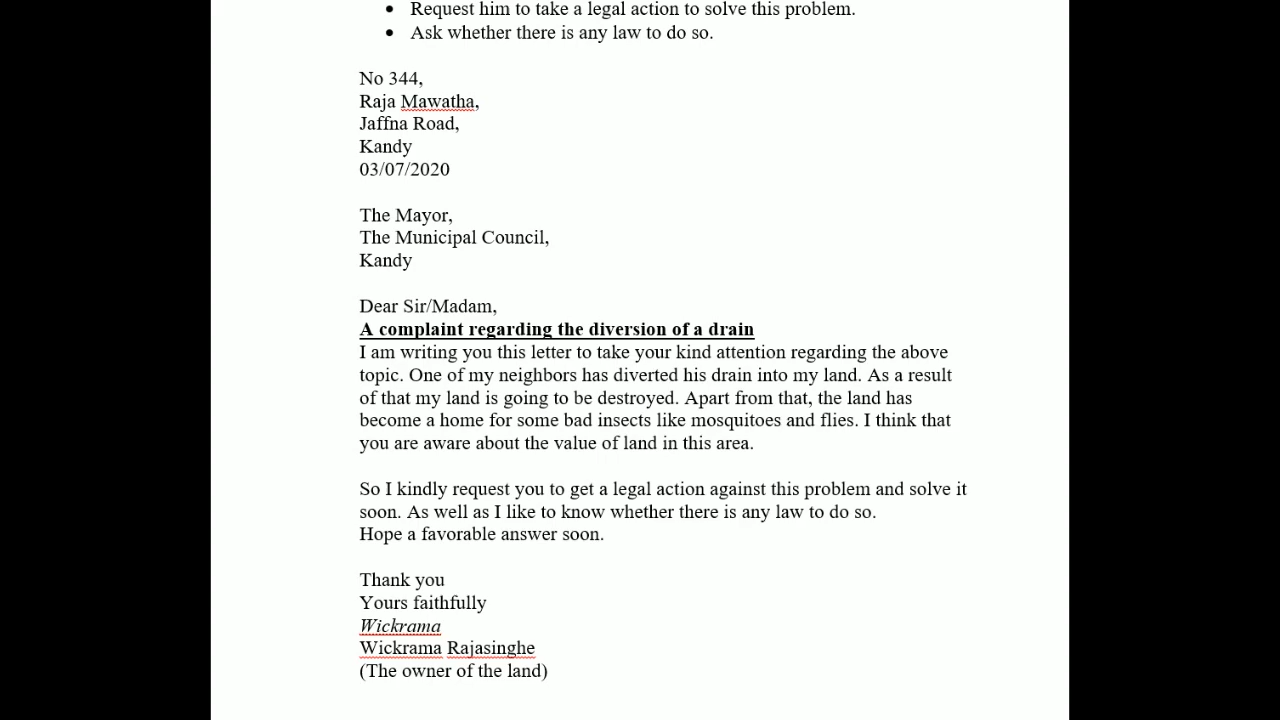 • Request him to take a legal action to solve this problem.
• Ask whether there is any law to do so.
No 344,
Raja Mawatha,
Jaffna Road,
Kandy
03/07/2020
The Mayor,
The Municipal Council,
Kandy
Dear Sir/Madam,
A complaint regarding the diversion of a drain
I am writing you this letter to take your kind attention regarding the above
topic. One of my neighbors has diverted his drain into my land. As a result
of that my land is going to be destroyed. Apart from that, the land has
become a home for some bad insects like mosquitoes and flies. I think that
you are aware about the value of land in this area.
So I kindly request you to get a legal action against this problem and solve it
soon. As well as I like to know whether there is any law to do so.
Hope a favorable answer soon.
Thank you
Yours faithfully
Wickrama
Wickrama Rajasinghe
(The owner of the land)